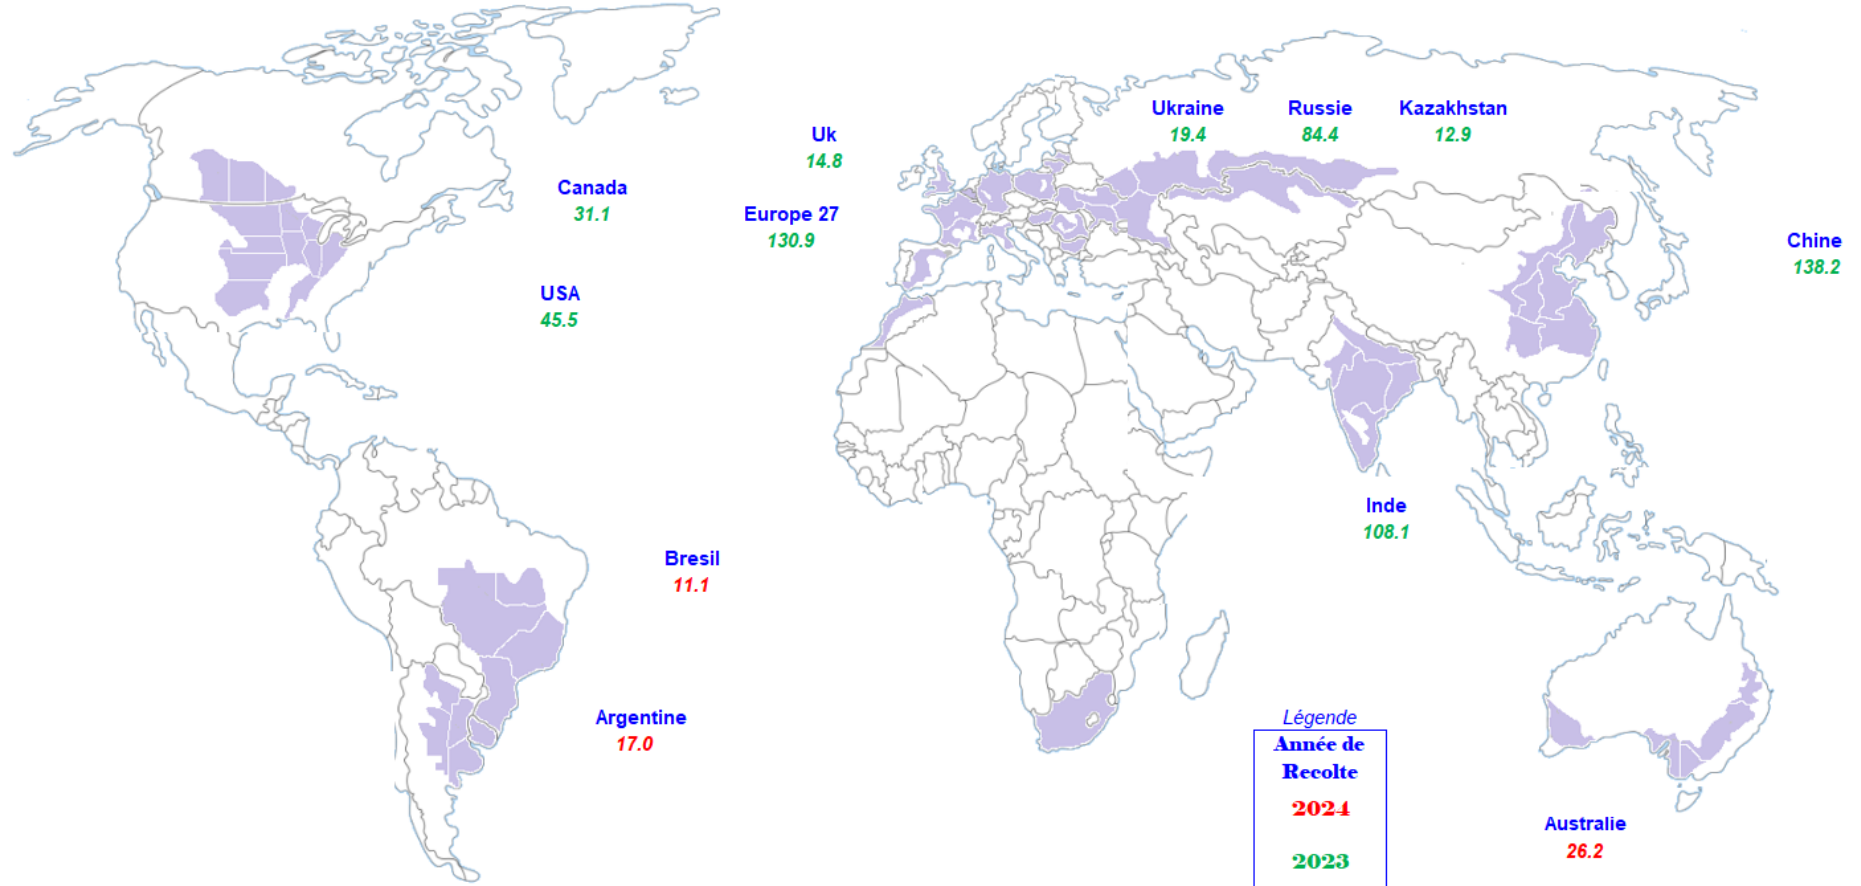 Ukraine
19.4
Russie
84.4
Kazakhstan
12.9
Uk
14.8
Canada
31.1
Europe 27
130.9
Chine
138.2
USA
45.5
Inde
108.1
Bresil
11.1
Argentine
17.0
Légende
Année de
Recolte
2024
2023
Australie
26.2